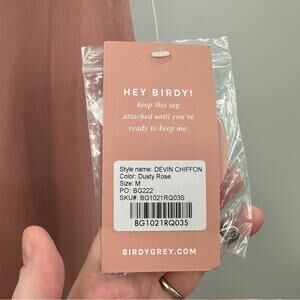 HEY BIRDY!
keep this tag
attached until you're
ready to keep me.
Style name: DEVIN CHIFFON
Color: Dusty Rose
Size: M
PO: BG222
SKU#: BG1021RQ03S
BG1021RQ03S
BIRDYGREY.COM